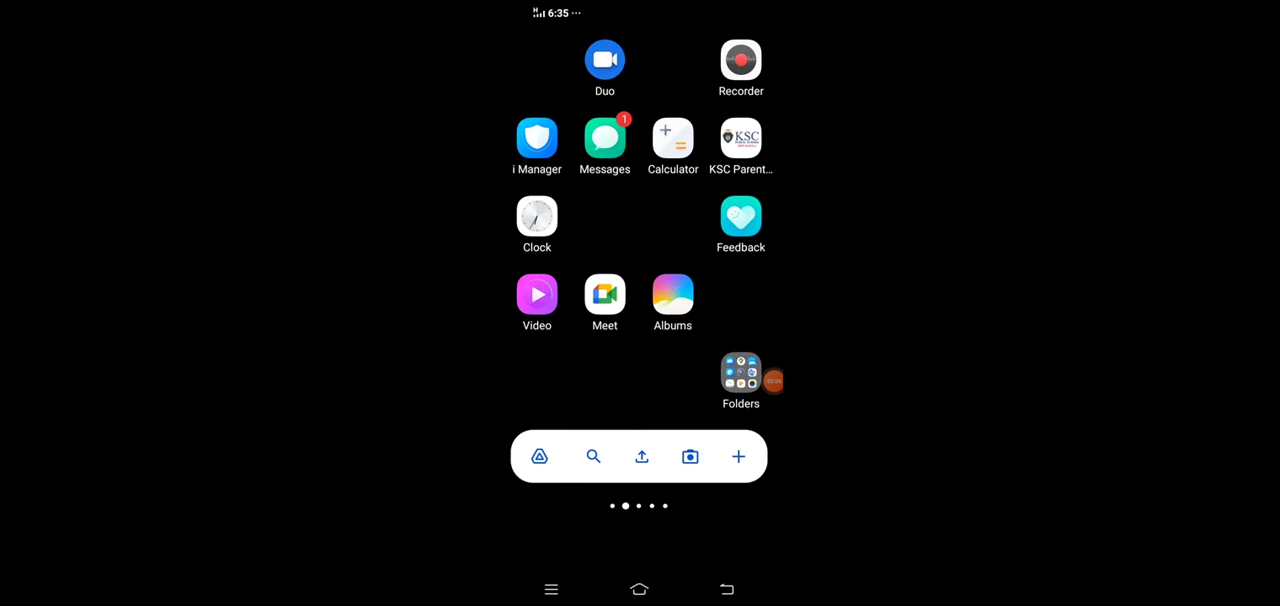 6:35 ...
Duo
Recorder
1
i Manager
Messages
Calculator
KSC Parent...
KSC
Clock
Feedback
Video
Meet
Albums
Folders